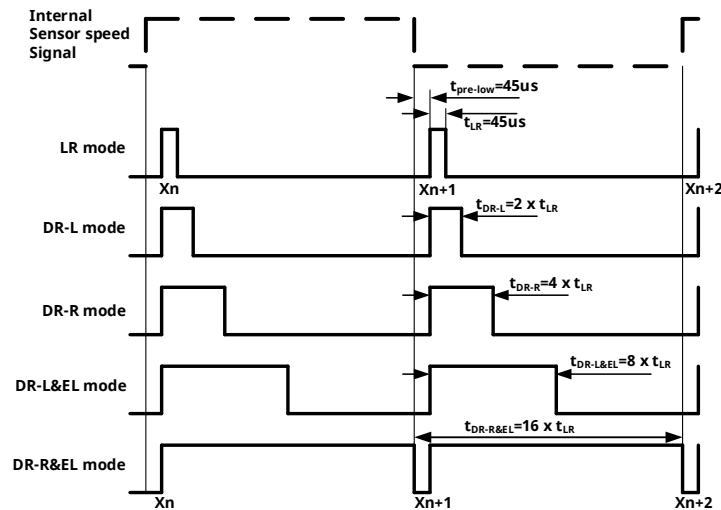 Internal
Sensor speed
Signal
tpre-low=45us
tLR=45us
LR mode
Xn
Xn+1
Xn+2
DR-L mode
tDR-L=2 x tLR
DR-R mode
tDR-R=4 x tLR
DR-L&EL mode
tDR-L&EL=8 x tLR
tDR-R&EL=16 x tLR
DR-R&EL mode
Xn
Xn+1
Xn+2